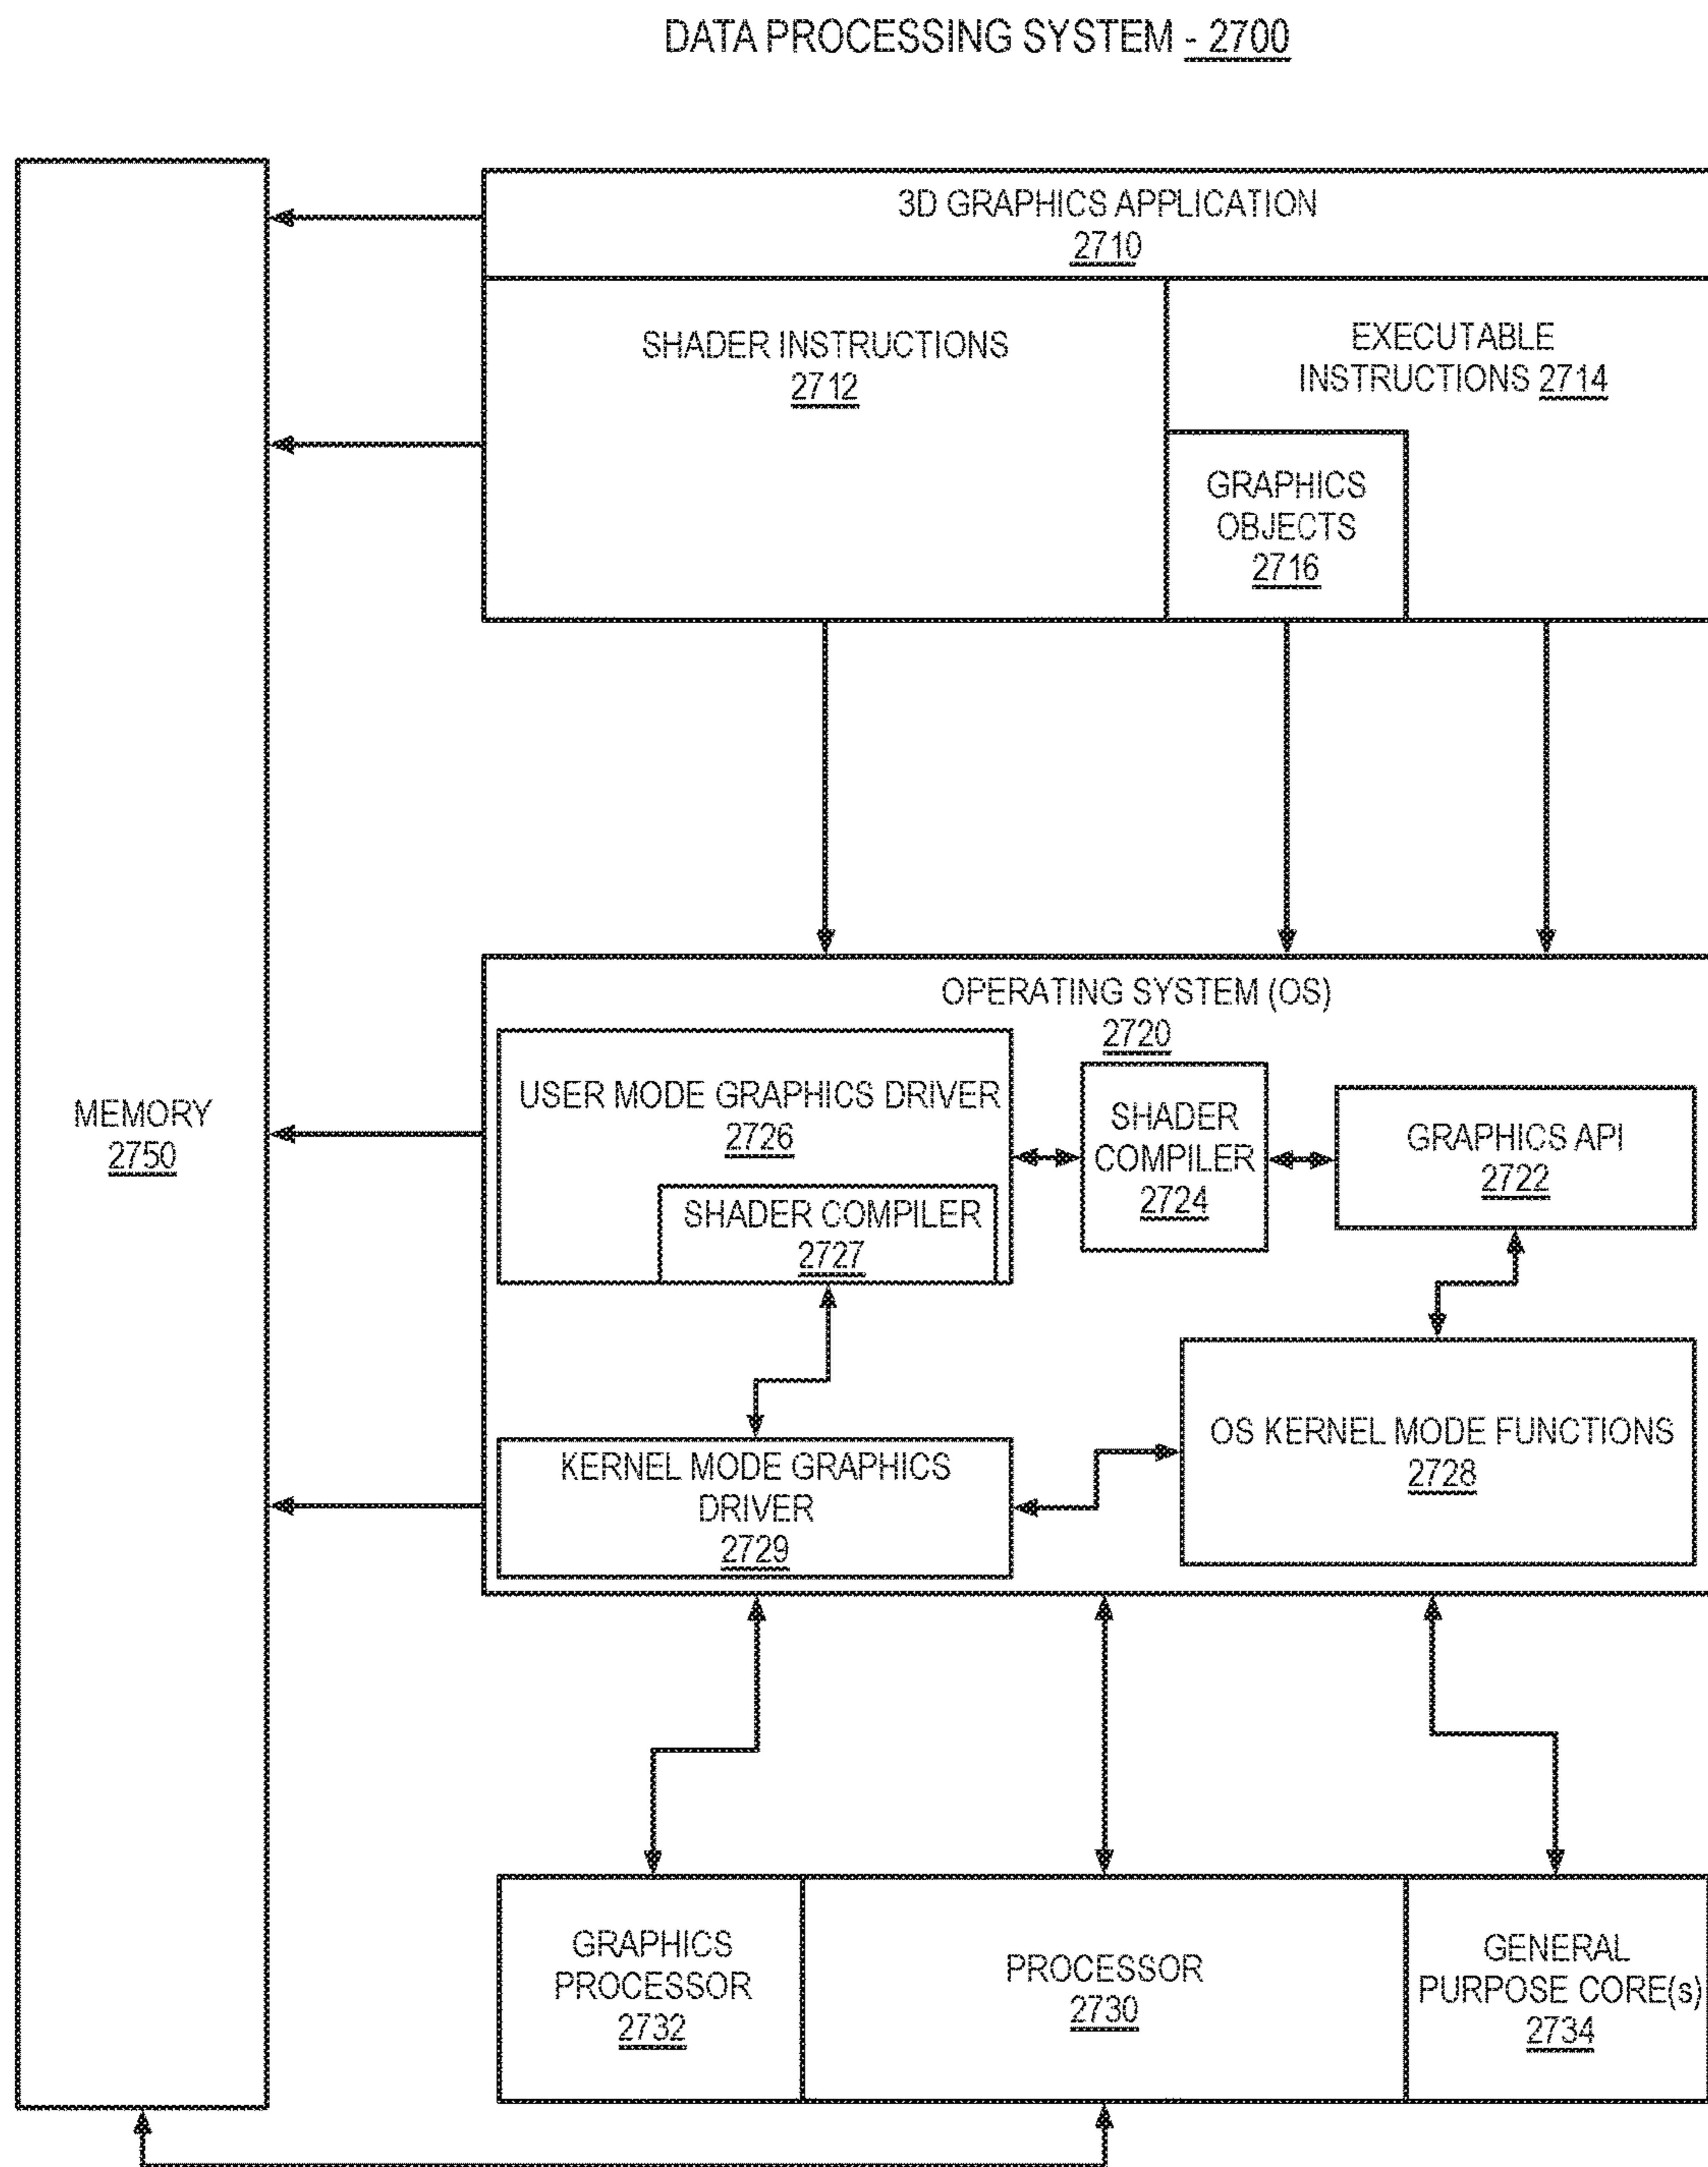 DATA PROCESSING SYSTEM - 2700
3D GRAPHICS APPLICATION
2710
SHADER INSTRUCTIONS
2712
EXECUTABLE
INSTRUCTIONS 2714
GRAPHICS
OBJECTS
2716
OPERATING SYSTEM (OS)
2720
USER MODE GRAPHICS DRIVER
2726
SHADER COMPILER
2727
SHADER
COMPILER
2724
GRAPHICS API
2722
MEMORY
2750
OS KERNEL MODE FUNCTIONS
2728
KERNEL MODE GRAPHICS
DRIVER
2729
GRAPHICS
PROCESSOR
2732
PROCESSOR
2730
GENERAL
PURPOSE CORE(s)
2734